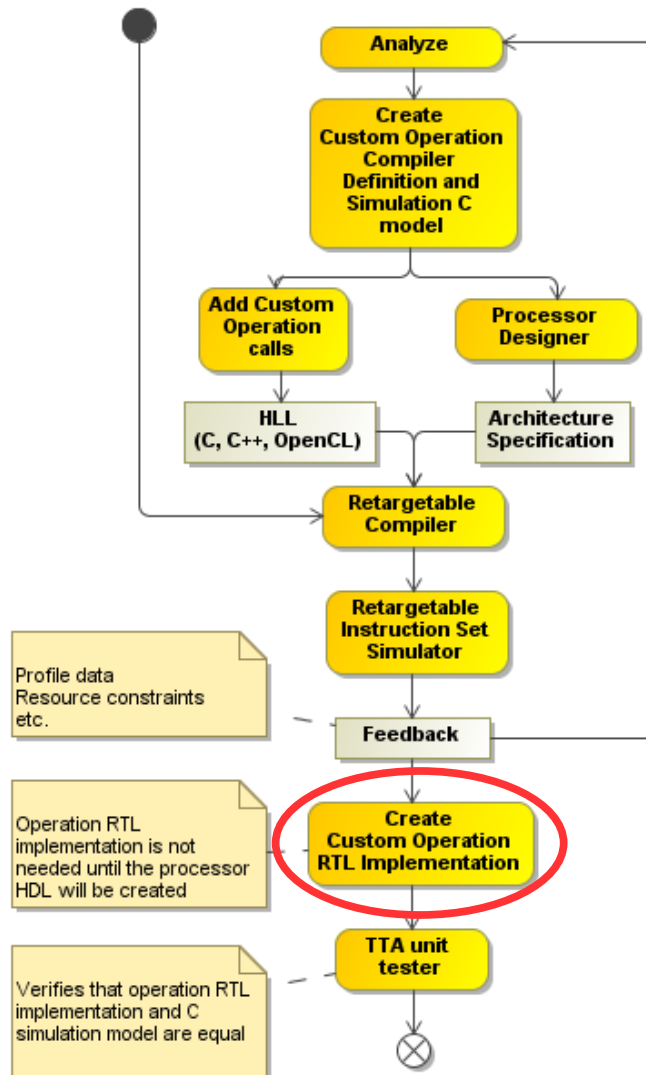 Analyze
Create
Custom Operation
Compiler
Definition and
Simulation C
model
Add Custom
Operation
calls
Processor
Designer
HLL
(C, C++, OpenCL)
Architecture
Specification
Retargetable
Compiler
Retargetable
Instruction Set
Simulator
Profile data
Resource constraints
etc.
Feedback
Operation RTL
implementation is not
needed until the processor
HDL will be created
Create
Custom Operation
RTL Implementation
TTA unit
tester
Verifies that operation RTL
implementation and C
simulation model are equal